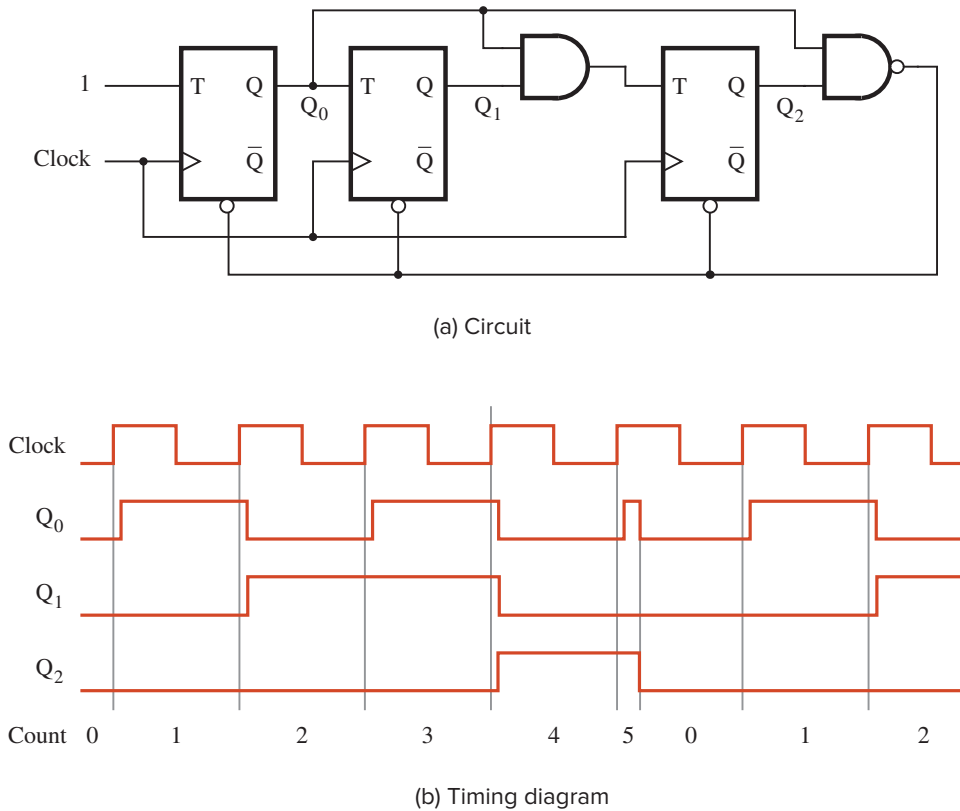 1 T Q T Q T Q
Q₀ Q₁ Q₂
Clock Q̅ Q̅ Q̅
(a) Circuit
Clock
Q₀
Q₁
Q₂
Count 0 1 2 3 4 5 0 1 2
(b) Timing diagram